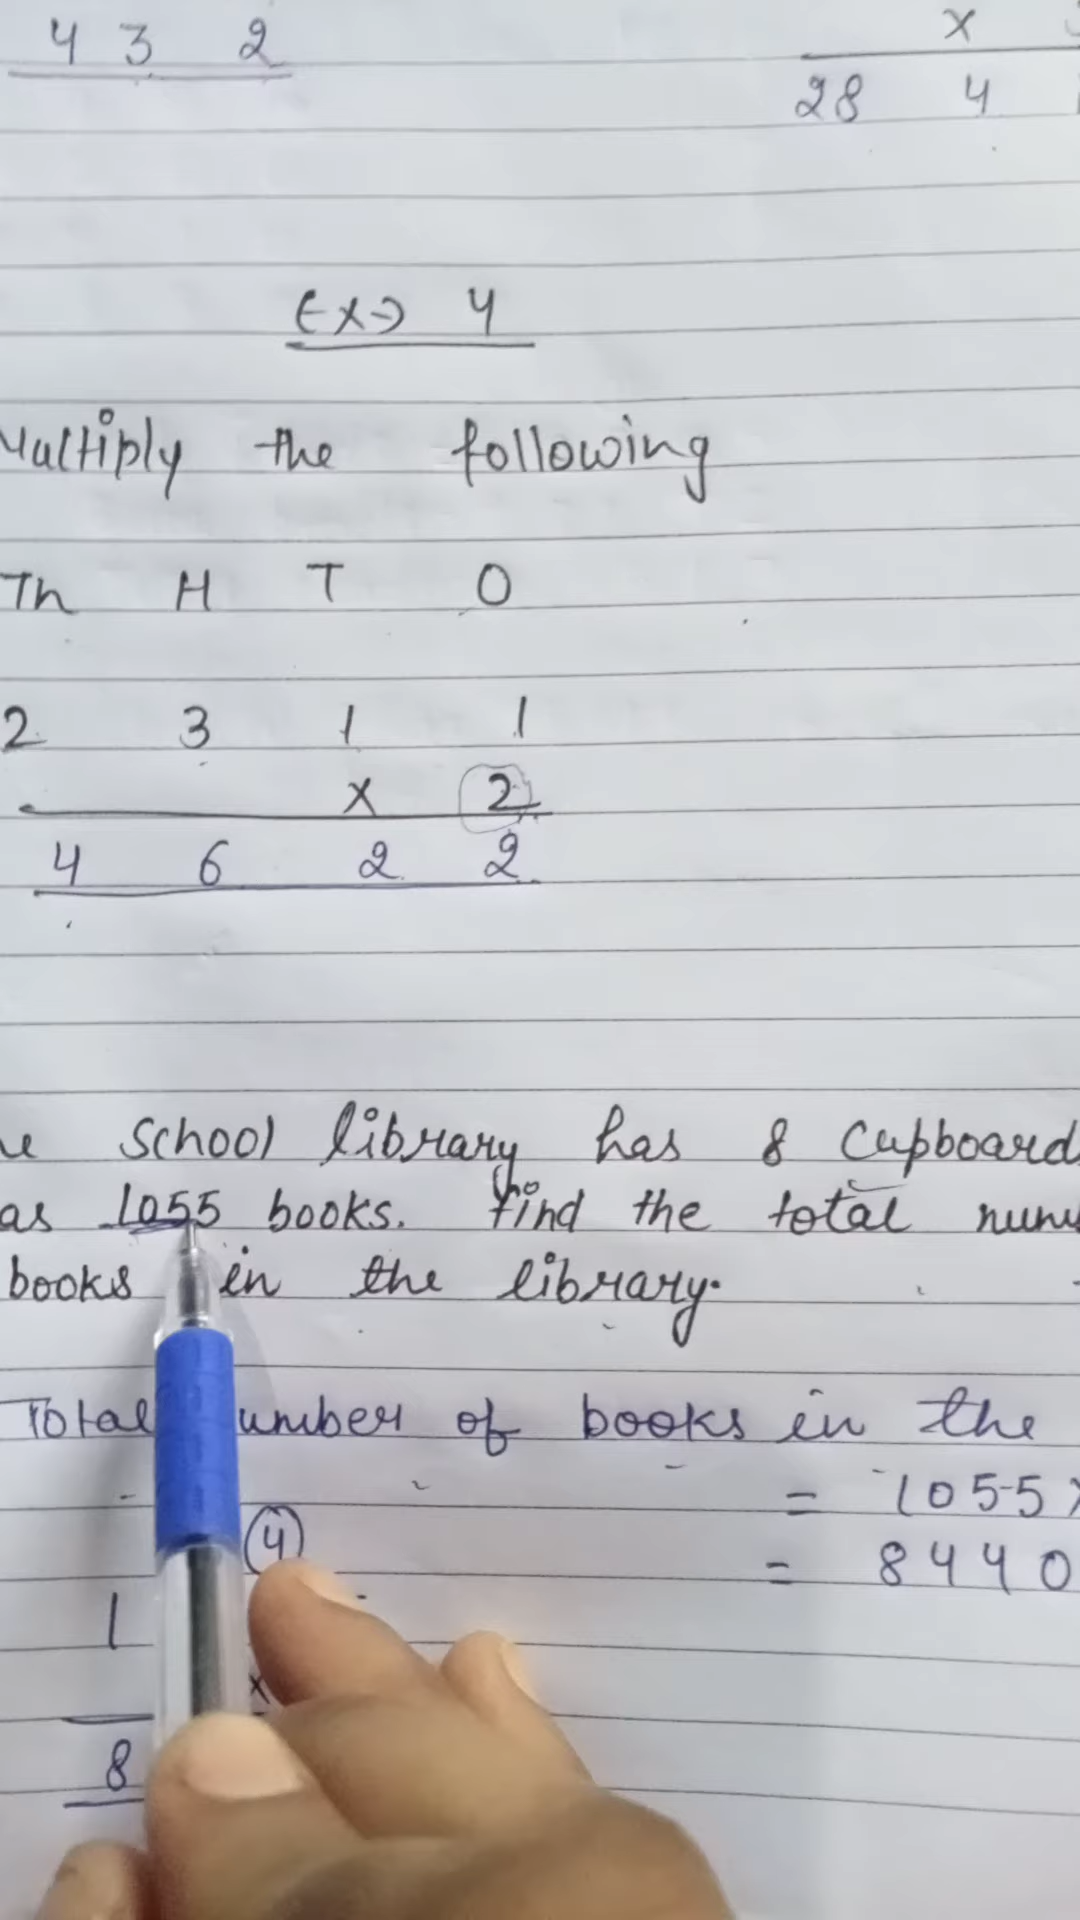 4 3 2
x
28 4
Ex → 4
Multiply the following
Th H T O
2 3 1 1
x 2
4 6 2 2
School library has 8 Cupboard
as 1055 books. find the total num
books in the library.
Total umber of books in the
= 1055 x
= 8440
4
1
x
8